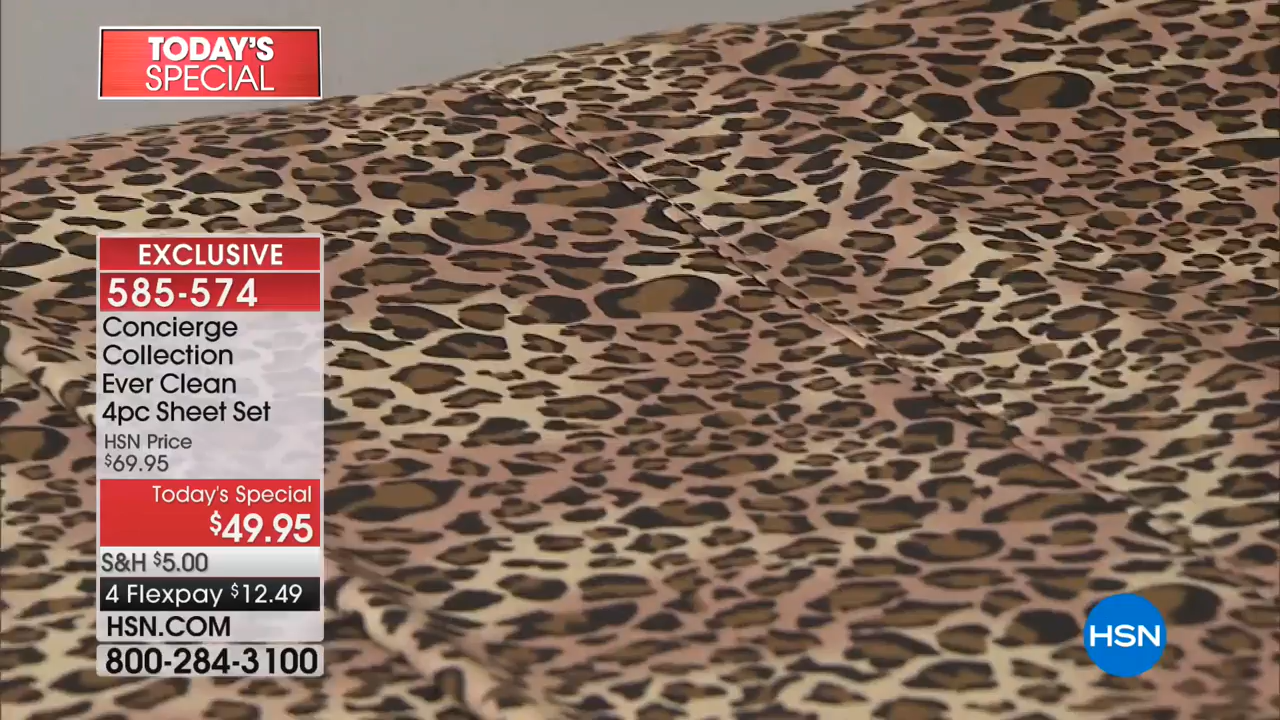 TODAY'S
SPECIAL
EXCLUSIVE
585-574
Concierge
Collection
Ever Clean
4pc Sheet Set
HSN Price
$69.95
Today's Special
$49.95
S&H $5.00
4 Flexpay $12.49
HSN.COM
800-284-3100
HSN